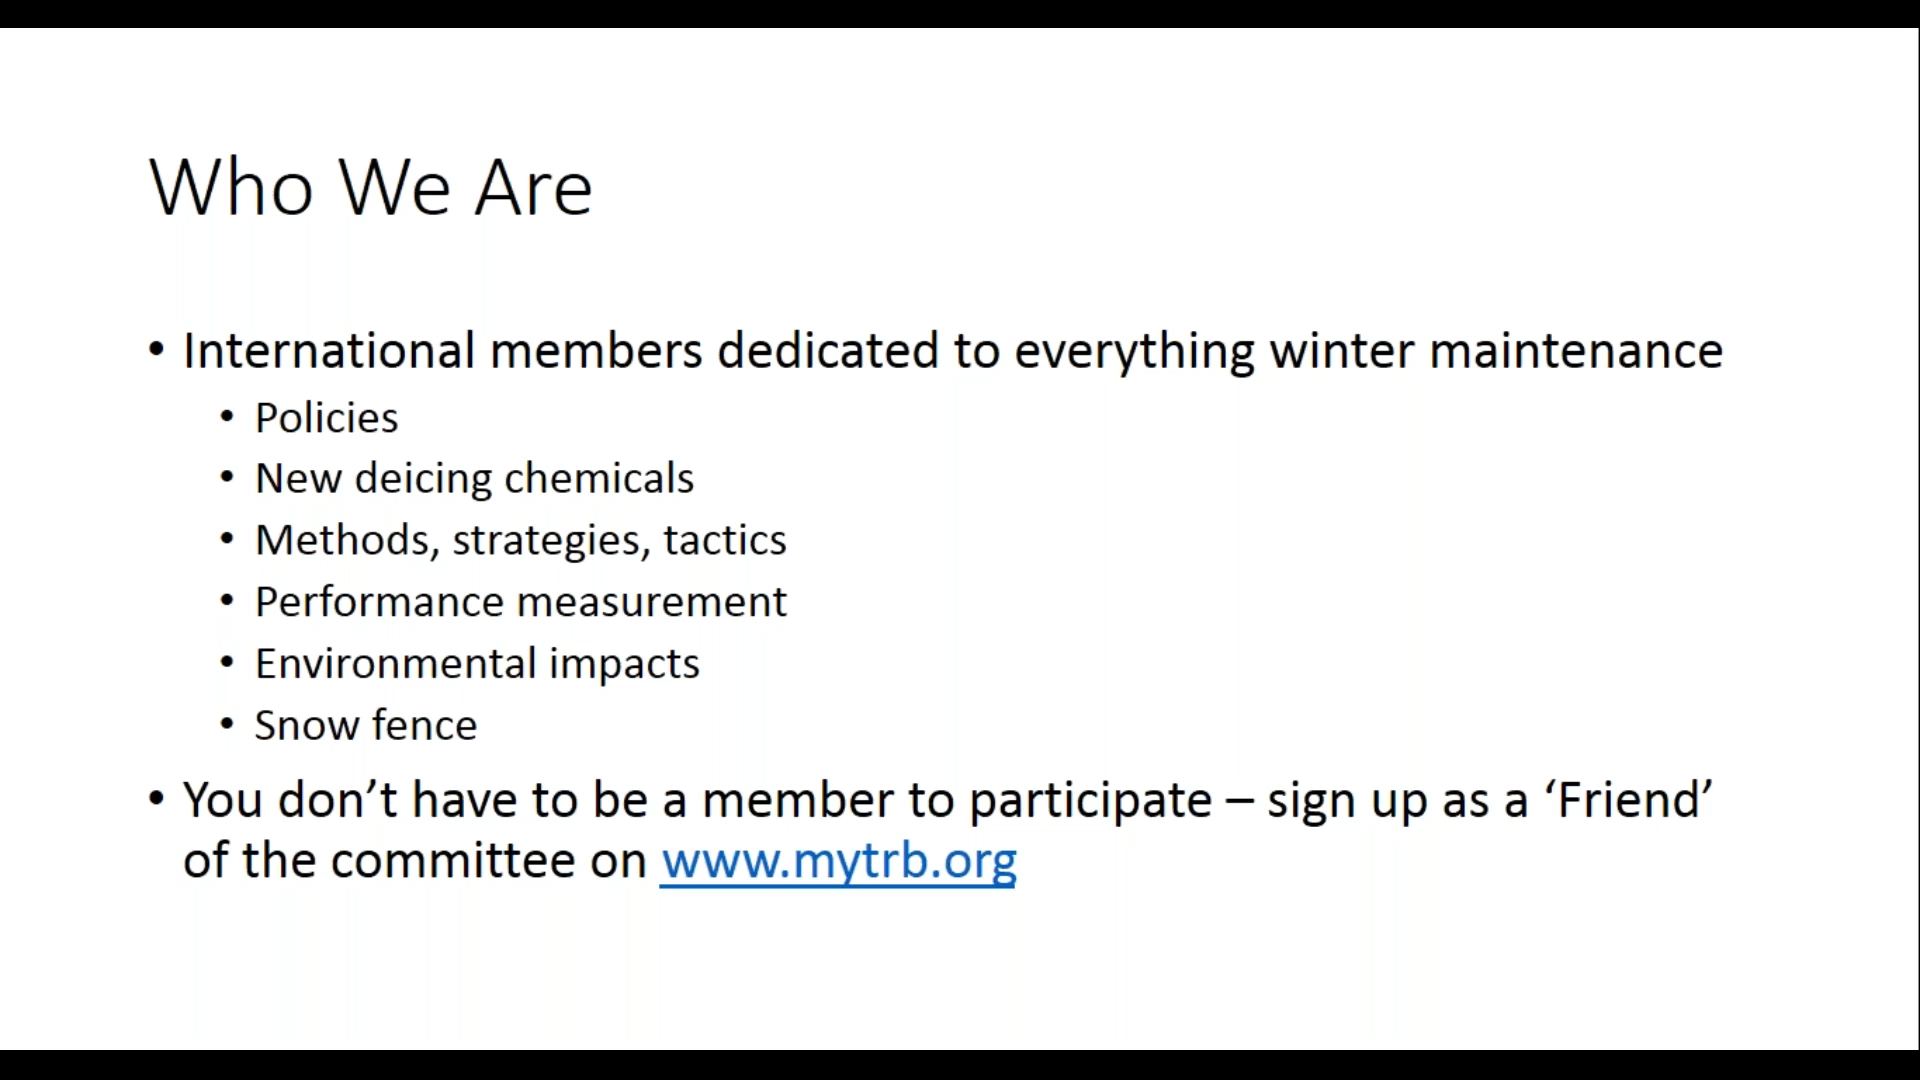 Who We Are
• International members dedicated to everything winter maintenance
• Policies
• New deicing chemicals
• Methods, strategies, tactics
• Performance measurement
• Environmental impacts
• Snow fence
• You don’t have to be a member to participate – sign up as a ‘Friend’
of the committee on www.mytrb.org